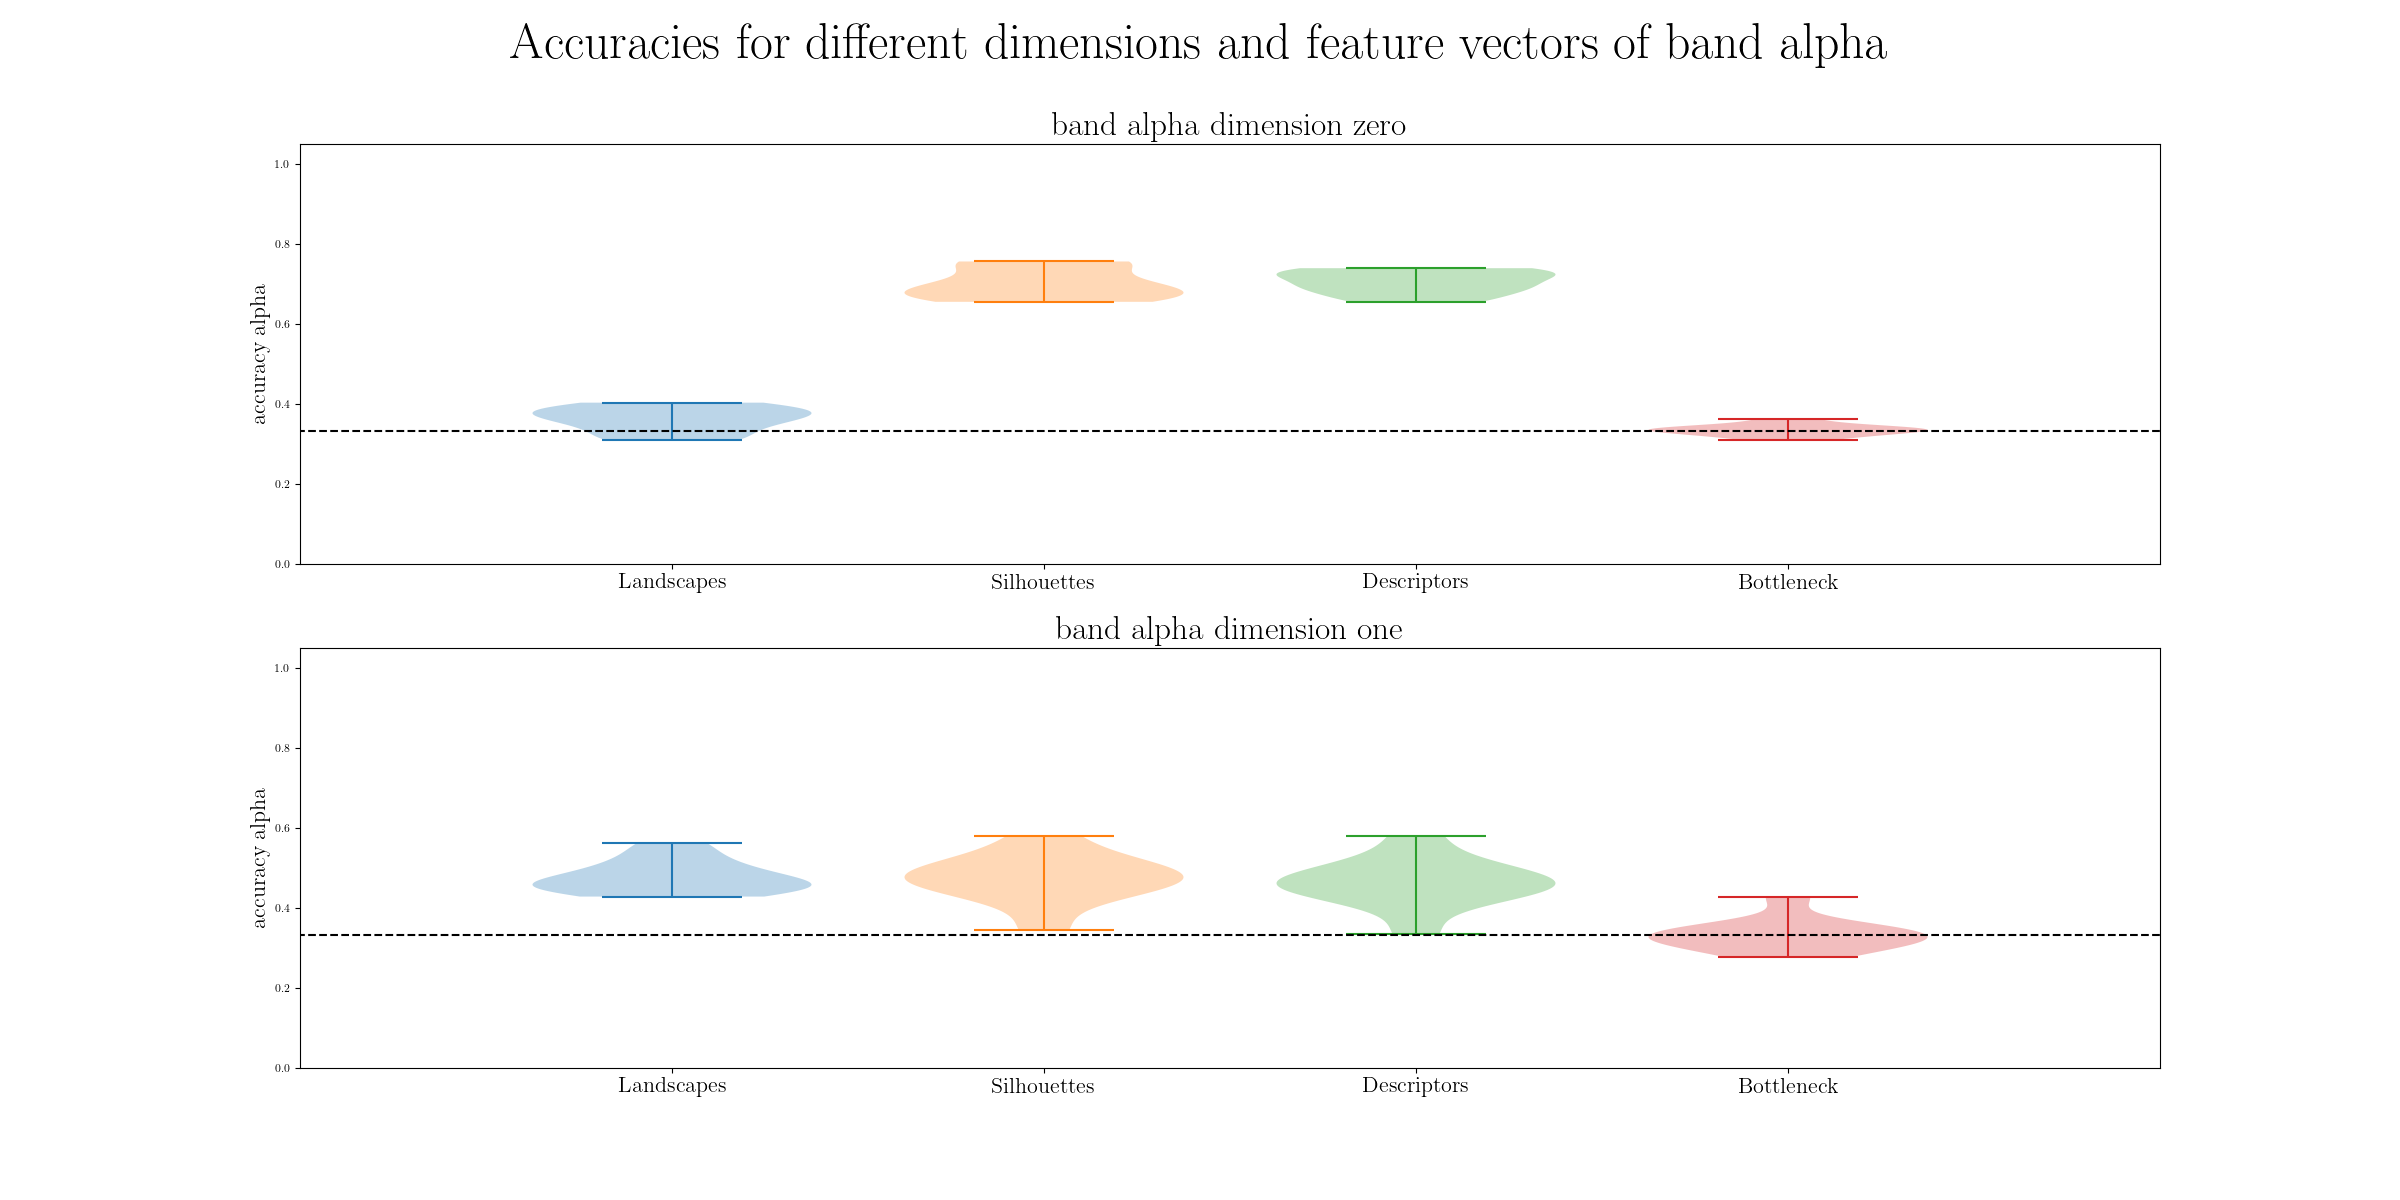 Accuracies for different dimensions and feature vectors of band alpha
band alpha dimension zero
1.0
0.8
0.6
0.4
0.2
0.0
accuracy alpha
Landscapes Silhouettes Descriptors Bottleneck
band alpha dimension one
1.0
0.8
0.6
0.4
0.2
0.0
accuracy alpha
Landscapes Silhouettes Descriptors Bottleneck